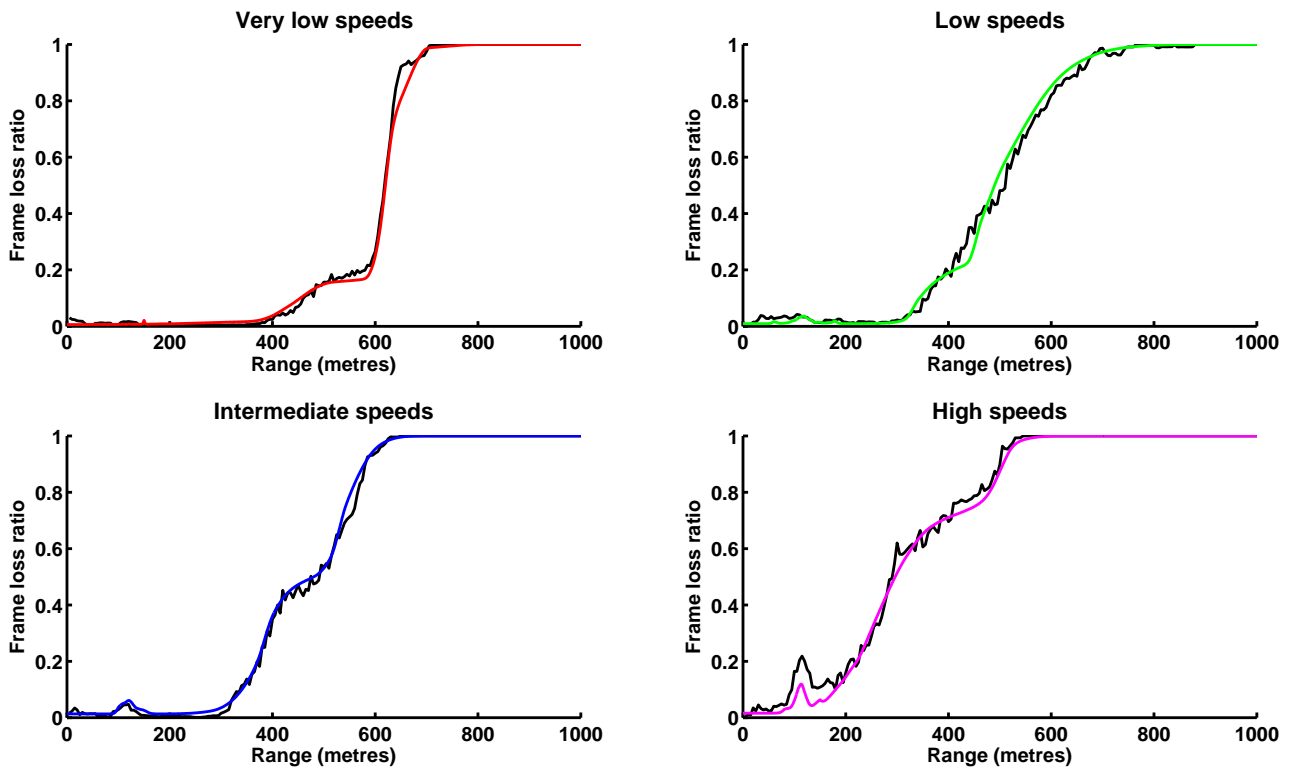 Very low speeds
1
0.8
0.6
0.4
0.2
0
Frame loss ratio
0 200 400 600 800 1000
Range (metres)
Low speeds
1
0.8
0.6
0.4
0.2
0
Frame loss ratio
0 200 400 600 800 1000
Range (metres)
Intermediate speeds
1
0.8
0.6
0.4
0.2
0
Frame loss ratio
0 200 400 600 800 1000
Range (metres)
High speeds
1
0.8
0.6
0.4
0.2
0
Frame loss ratio
0 200 400 600 800 1000
Range (metres)